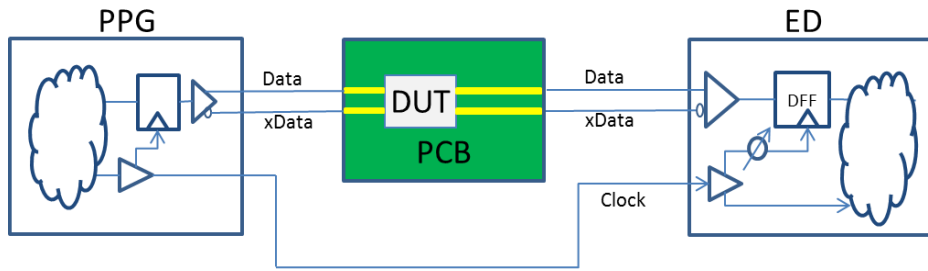 PPG
ED
Data
xData
DUT
PCB
Data
xData
Clock
DFF